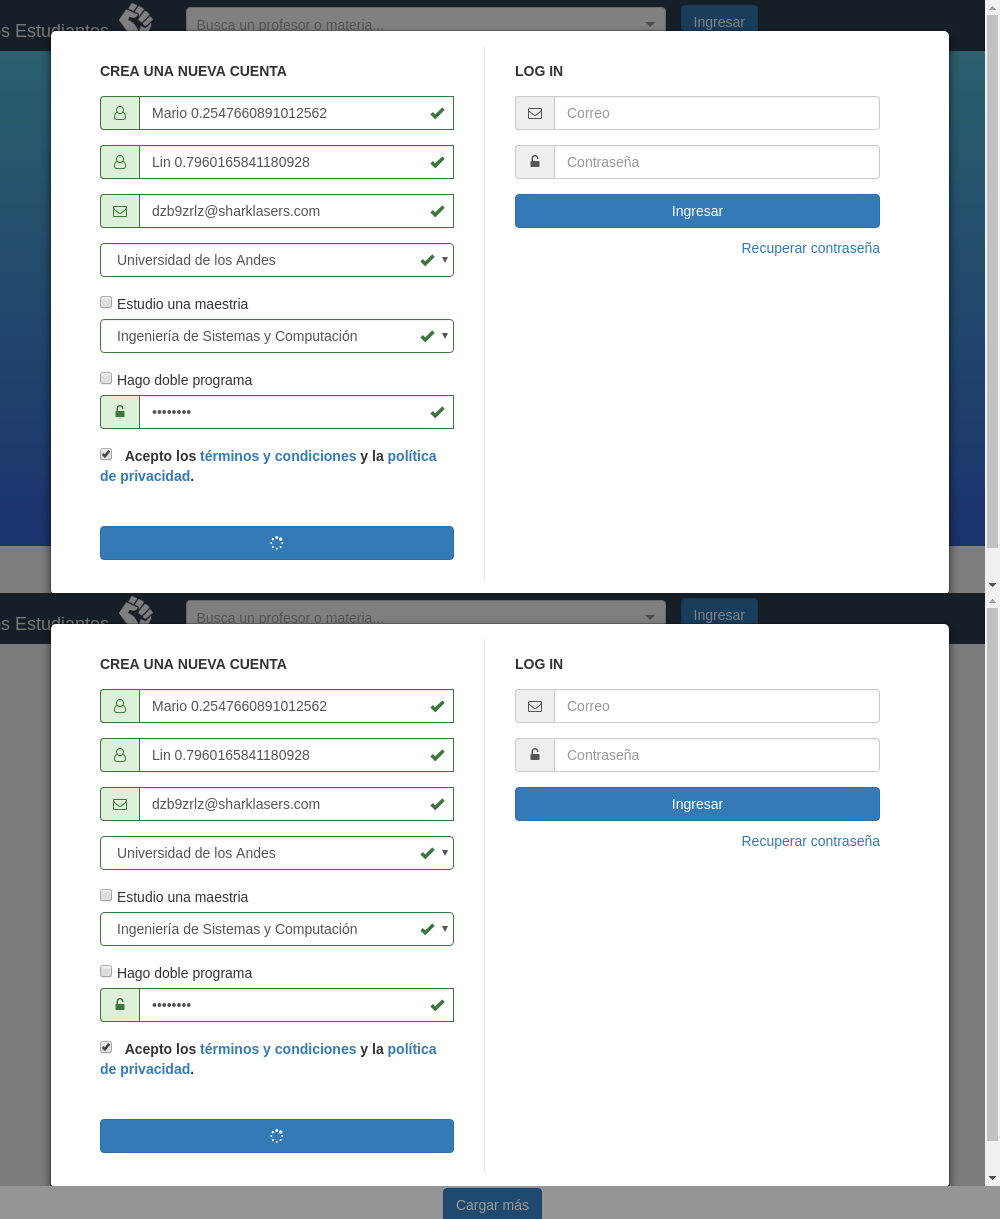 os Estudiantes
Busca un profesor o materia...
Ingresar
CREA UNA NUEVA CUENTA
LOG IN
Mario 0.2547660891012562
Correo
Lin 0.7960165841180928
Contraseña
dzb9zrlz@sharklasers.com
Ingresar
Universidad de los Andes
Recuperar contraseña
Estudio una maestria
Ingeniería de Sistemas y Computación
Hago doble programa
••••••••
Acepto los términos y condiciones y la política
de privacidad.
os Estudiantes
Busca un profesor o materia...
Ingresar
CREA UNA NUEVA CUENTA
LOG IN
Mario 0.2547660891012562
Correo
Lin 0.7960165841180928
Contraseña
dzb9zrlz@sharklasers.com
Ingresar
Universidad de los Andes
Recuperar contraseña
Estudio una maestria
Ingeniería de Sistemas y Computación
Hago doble programa
••••••••
Acepto los términos y condiciones y la política
de privacidad.
Cargar más